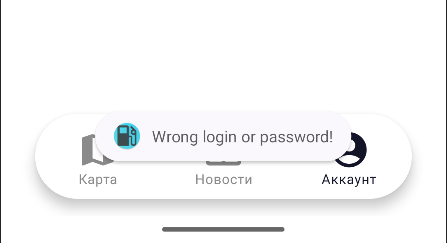 Wrong login or password!
Карта
Новости
Аккаунт